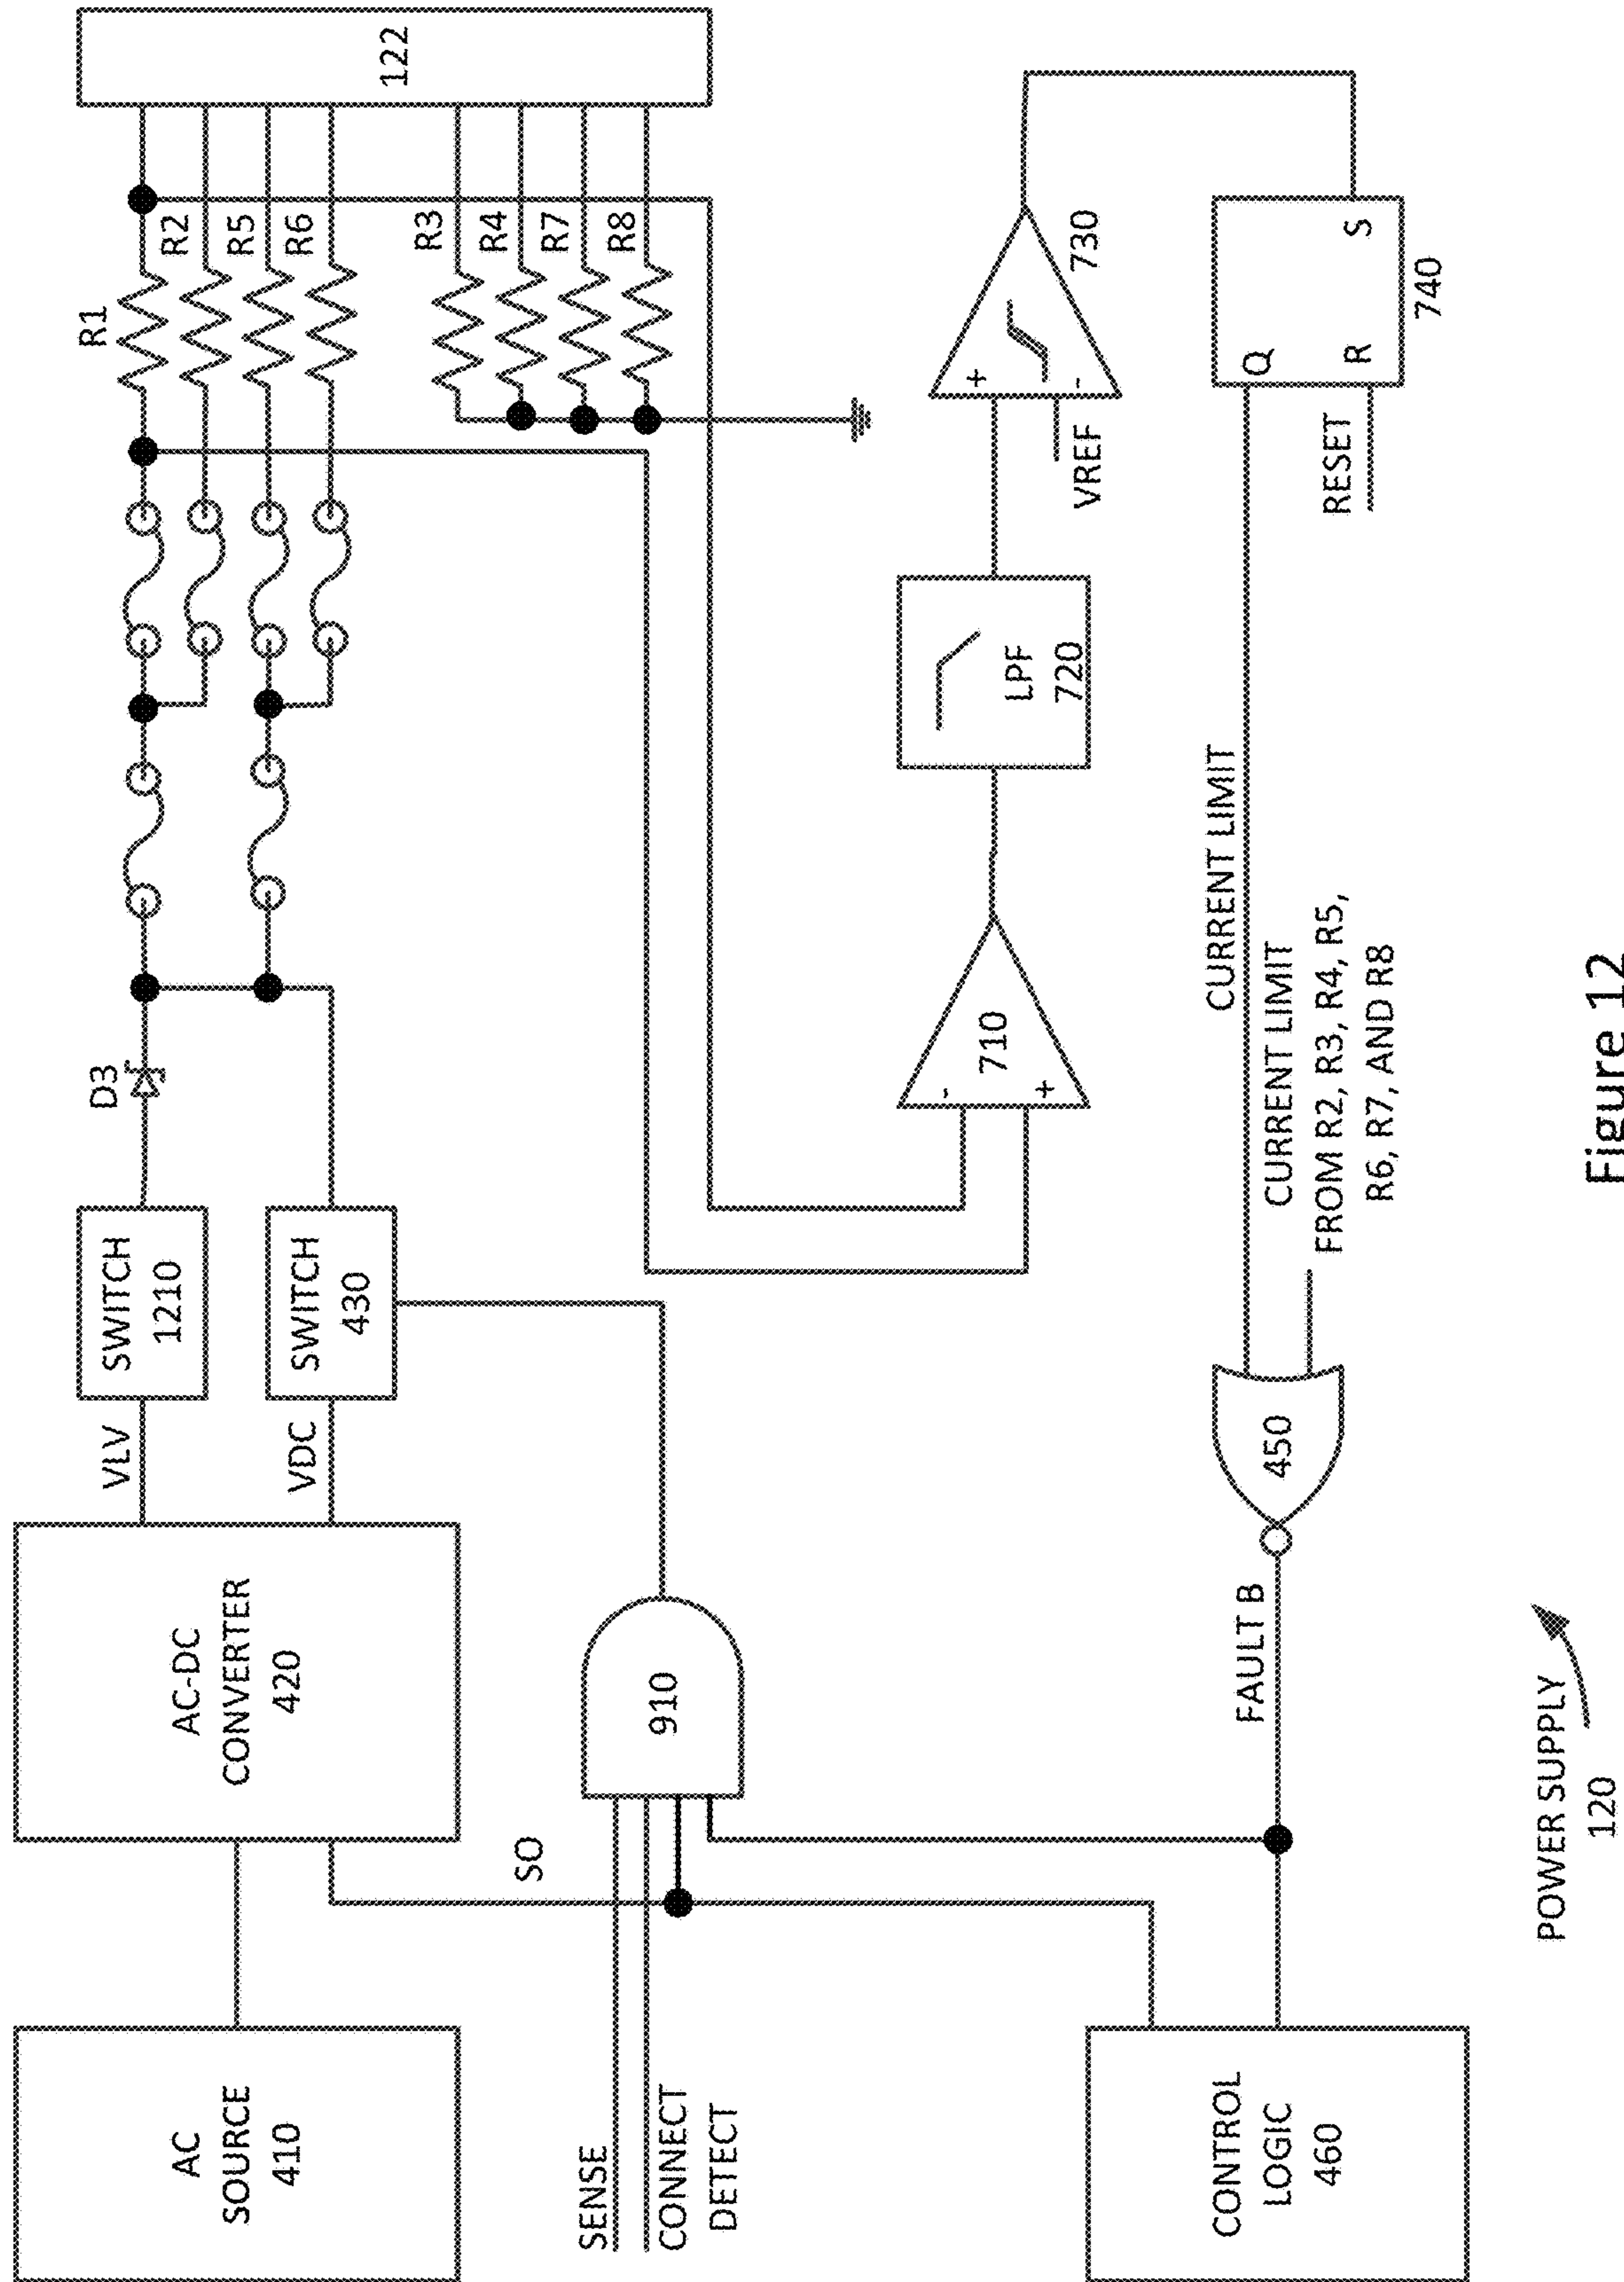 AC
SOURCE
410
AC-DC
CONVERTER
420
VLV
VDC
SWITCH
1210
SWITCH
430
D3
R1
R2
R5
R6
R3
R4
R7
R8
122
SENSE
CONNECT
DETECT
SO
910
-
+
710
LPF
720
+
-
VREF
730
CONTROL
LOGIC
460
FAULT B
450
CURRENT LIMIT
CURRENT LIMIT
FROM R2, R3, R4, R5,
R6, R7, AND R8
Q
R
S
RESET
740
POWER SUPPLY
120
Figure 12